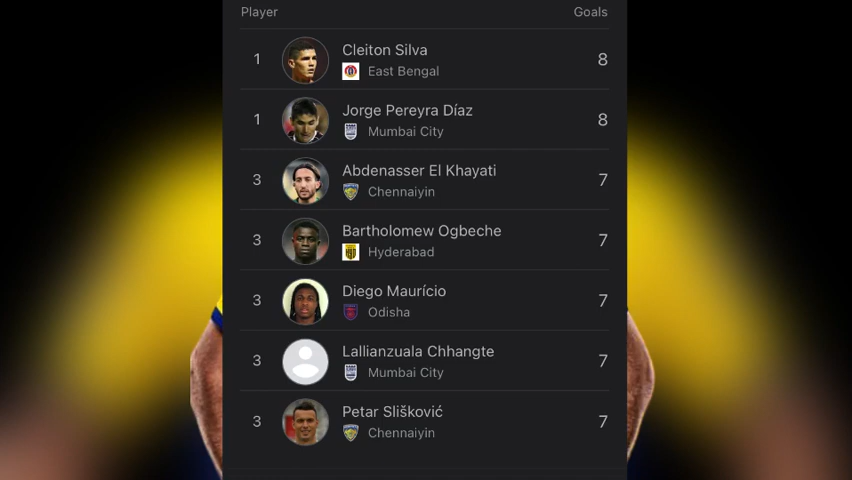 Player Goals
1 Cleiton Silva 8
East Bengal
1 Jorge Pereyra Díaz 8
Mumbai City
3 Abdenasser El Khayati 7
Chennaiyin
3 Bartholomew Ogbeche 7
Hyderabad
3 Diego Maurício 7
Odisha
3 Lallianzuala Chhangte 7
Mumbai City
3 Petar Slišković 7
Chennaiyin